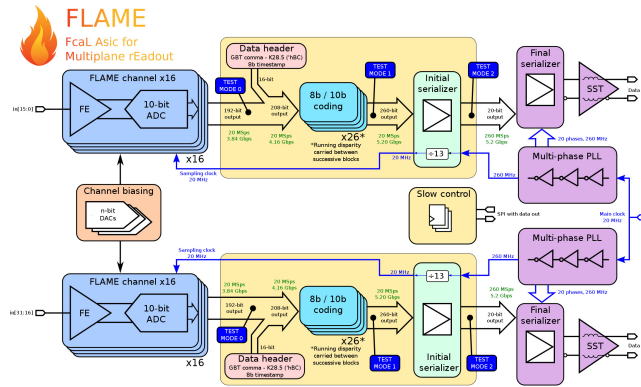 FLAME
FcaL Asic for
Multiplane rEadout
FLAME channel x16
in[15:0]
FE
10-bit
ADC
x16
Data header
GBT comma - K28.5 ('hBC)
8b timestamp
16-bit
TEST
MODE 0
192-bit
output
20 MSps
3.84 Gbps
208-bit
output
20 MSps
4.16 Gbps
8b / 10b
coding
x26*
*Running disparity
carried between
successive blocks
TEST
MODE 1
260-bit
output
20 MSps
5.20 Gbps
Initial
serializer
÷13
TEST
MODE 2
20-bit
output
260 MSps
5.2 Gbps
Final
serializer
SST
Data
20 phases, 260 MHz
20 MHz
260 MHz
Sampling clock
20 MHz
Multi-phase PLL
Channel biasing
n-bit
DACs
Slow control
SPI with data out
Main clock
20 MHz
Multi-phase PLL
Sampling clock
20 MHz
260 MHz
20 MHz
20 phases, 260 MHz
FLAME channel x16
in[31:16]
FE
10-bit
ADC
x16
20 MSps
3.84 Gbps
192-bit
output
TEST
MODE 0
16-bit
Data header
GBT comma - K28.5 ('hBC)
8b timestamp
20 MSps
4.16 Gbps
208-bit
output
8b / 10b
coding
x26*
*Running disparity
carried between
successive blocks
20 MSps
5.20 Gbps
260-bit
output
TEST
MODE 1
÷13
Initial
serializer
260 MSps
5.2 Gbps
20-bit
output
TEST
MODE 2
Final
serializer
SST
Data